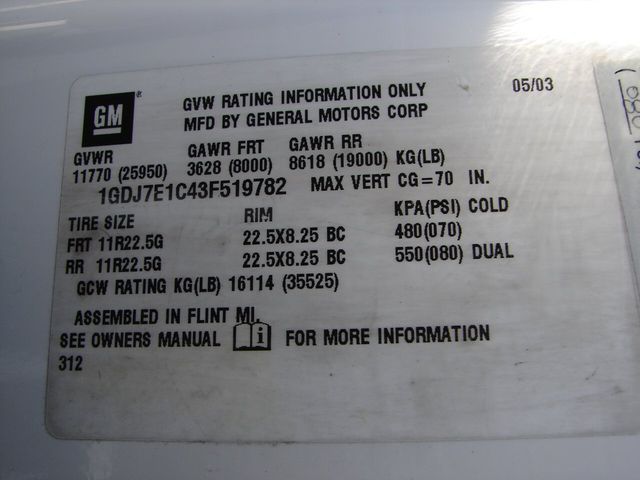 GM ® GVW RATING INFORMATION ONLY 05/03
MFD BY GENERAL MOTORS CORP
GVWR GAWR FRT GAWR RR
11770 (25950) 3628 (8000) 8618 (19000) KG(LB)
1GDJ7E1C43F519782 MAX VERT CG=70 IN.
TIRE SIZE RIM KPA(PSI) COLD
FRT 11R22.5G 22.5X8.25 BC 480(070)
RR 11R22.5G 22.5X8.25 BC 550(080) DUAL
GCW RATING KG(LB) 16114 (35525)
ASSEMBLED IN FLINT MI.
SEE OWNERS MANUAL i FOR MORE INFORMATION
312